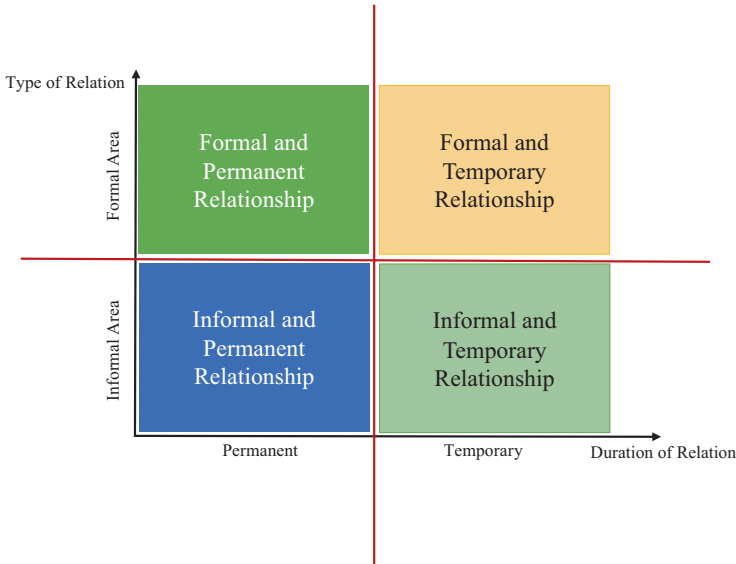 Type of Relation
Formal Area
Formal and
Permanent
Relationship
Formal and
Temporary
Relationship
Informal Area
Informal and
Permanent
Relationship
Informal and
Temporary
Relationship
Permanent
Temporary
Duration of Relation